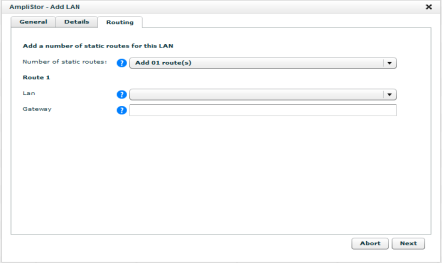 AmpliStor - Add LAN
General Details Routing
Add a number of static routes for this LAN
Number of static routes: ? Add 01 route(s)
Route 1
Lan ?
Gateway ?
Abort Next